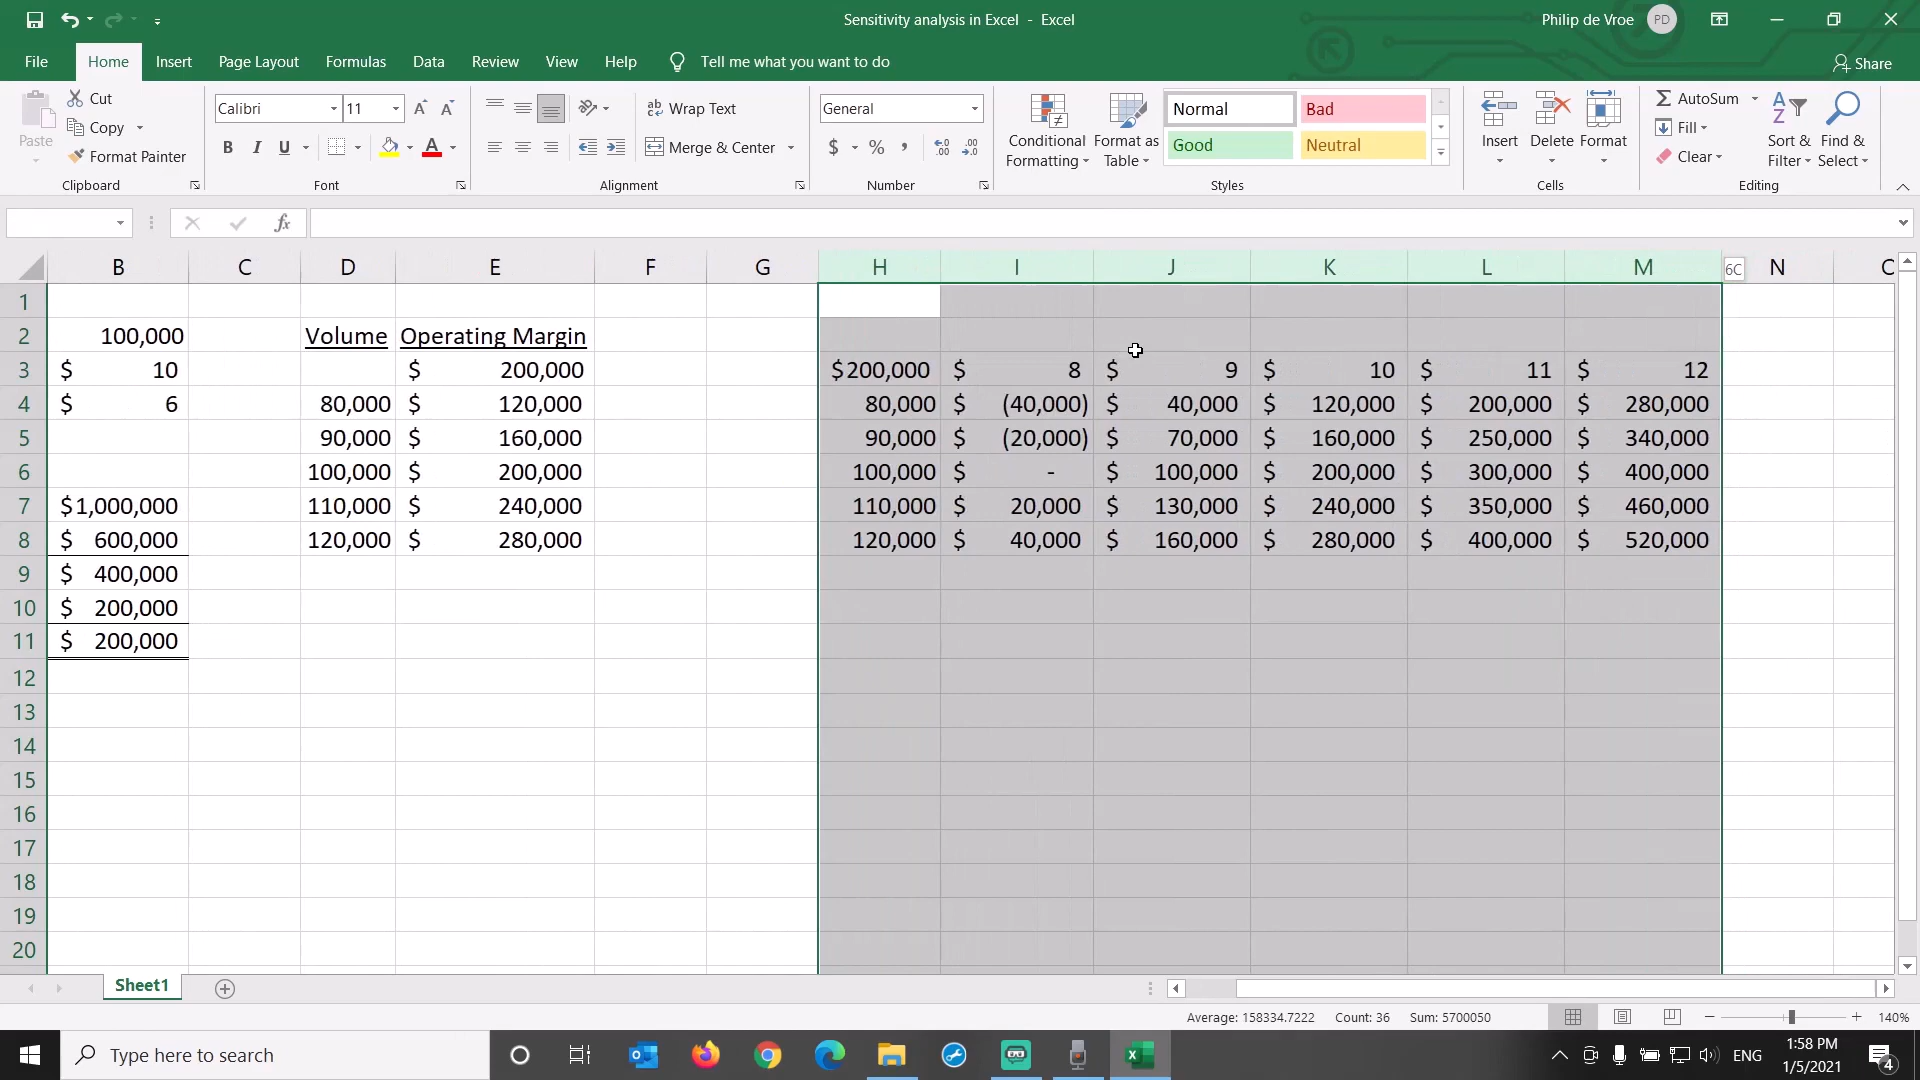 Sensitivity analysis in Excel - Excel
Philip de Vroe PD
File Home Insert Page Layout Formulas Data Review View Help Tell me what you want to do Share
Paste Cut Copy Format Painter Clipboard
Calibri 11 A A B I U A Font
ab Wrap Text Merge & Center Alignment
General $ % , Number
Conditional Formatting Format as Table Normal Bad Good Neutral Styles
Insert Delete Format Cells
AutoSum Fill Clear Sort & Filter Find & Select Editing
fx
B C D E F G H I J K L M 6C N
1
2 100,000 Volume Operating Margin
3 $ 10 $ 200,000 $200,000 $ 8 $ 9 $ 10 $ 11 $ 12
4 $ 6 80,000 $ 120,000 80,000 $ (40,000) $ 40,000 $ 120,000 $ 200,000 $ 280,000
5 90,000 $ 160,000 90,000 $ (20,000) $ 70,000 $ 160,000 $ 250,000 $ 340,000
6 100,000 $ 200,000 100,000 $ - $ 100,000 $ 200,000 $ 300,000 $ 400,000
7 $1,000,000 110,000 $ 240,000 110,000 $ 20,000 $ 130,000 $ 240,000 $ 350,000 $ 460,000
8 $ 600,000 120,000 $ 280,000 120,000 $ 40,000 $ 160,000 $ 280,000 $ 400,000 $ 520,000
9 $ 400,000
10 $ 200,000
11 $ 200,000
12
13
14
15
16
17
18
19
20
Sheet1
Average: 158334.7222 Count: 36 Sum: 5700050 140%
Type here to search
ENG
1:58 PM
1/5/2021
4